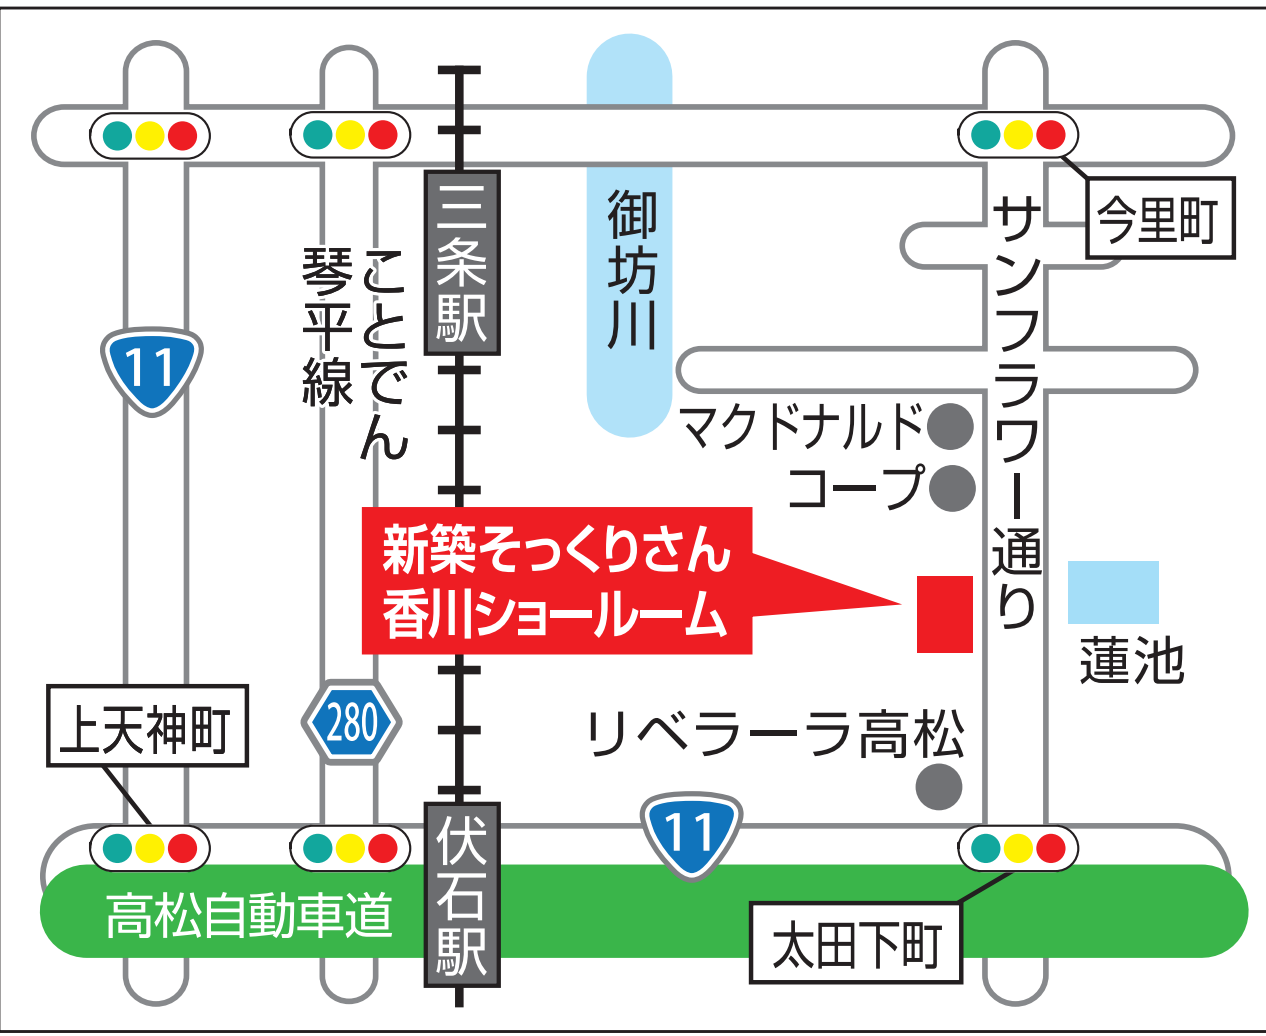 三条駅
御坊川
サンフラワー通り
今里町
ことでん
琴平線
11
マクドナルド
コープ
新築そっくりさん
香川ショールーム
蓮池
上天神町
280
リベラーラ高松
11
伏石駅
高松自動車道
太田下町